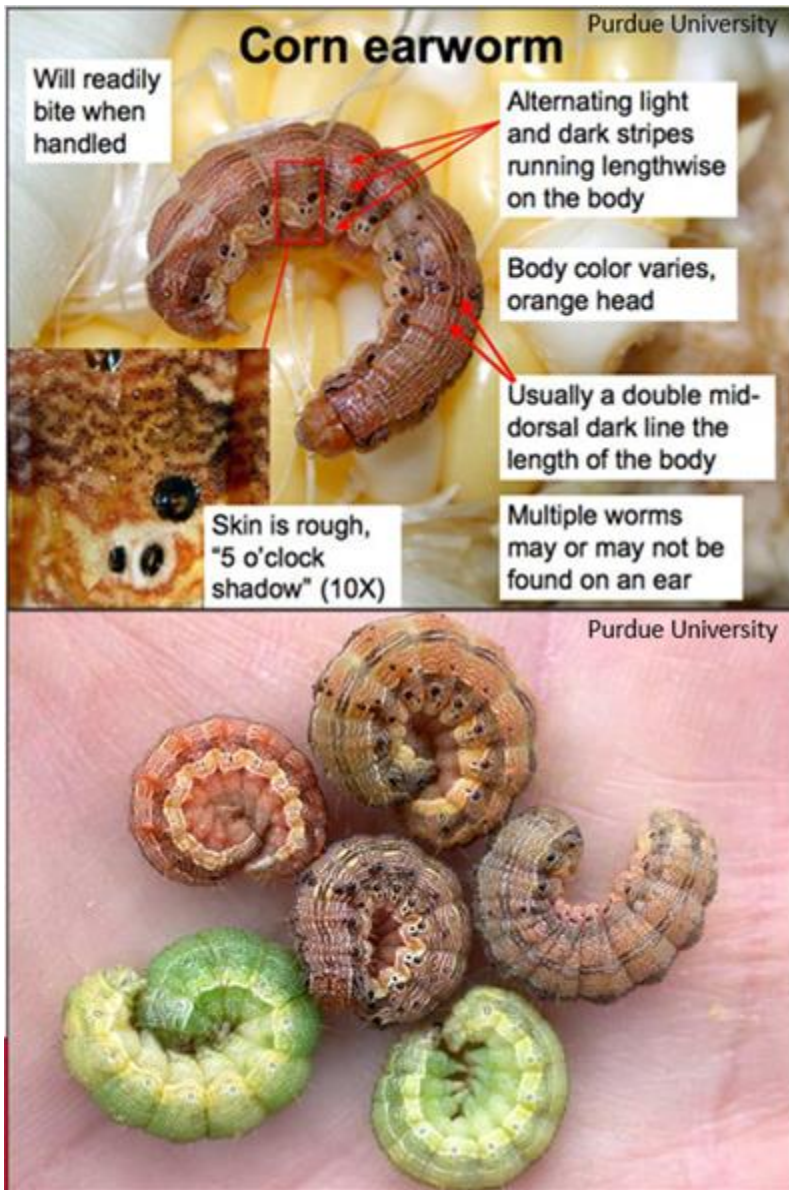 Purdue University
Corn earworm
Will readily
bite when
handled
Alternating light
and dark stripes
running lengthwise
on the body
Body color varies,
orange head
Usually a double mid-
dorsal dark line the
length of the body
Skin is rough,
“5 o’clock
shadow” (10X)
Multiple worms
may or may not be
found on an ear
Purdue University